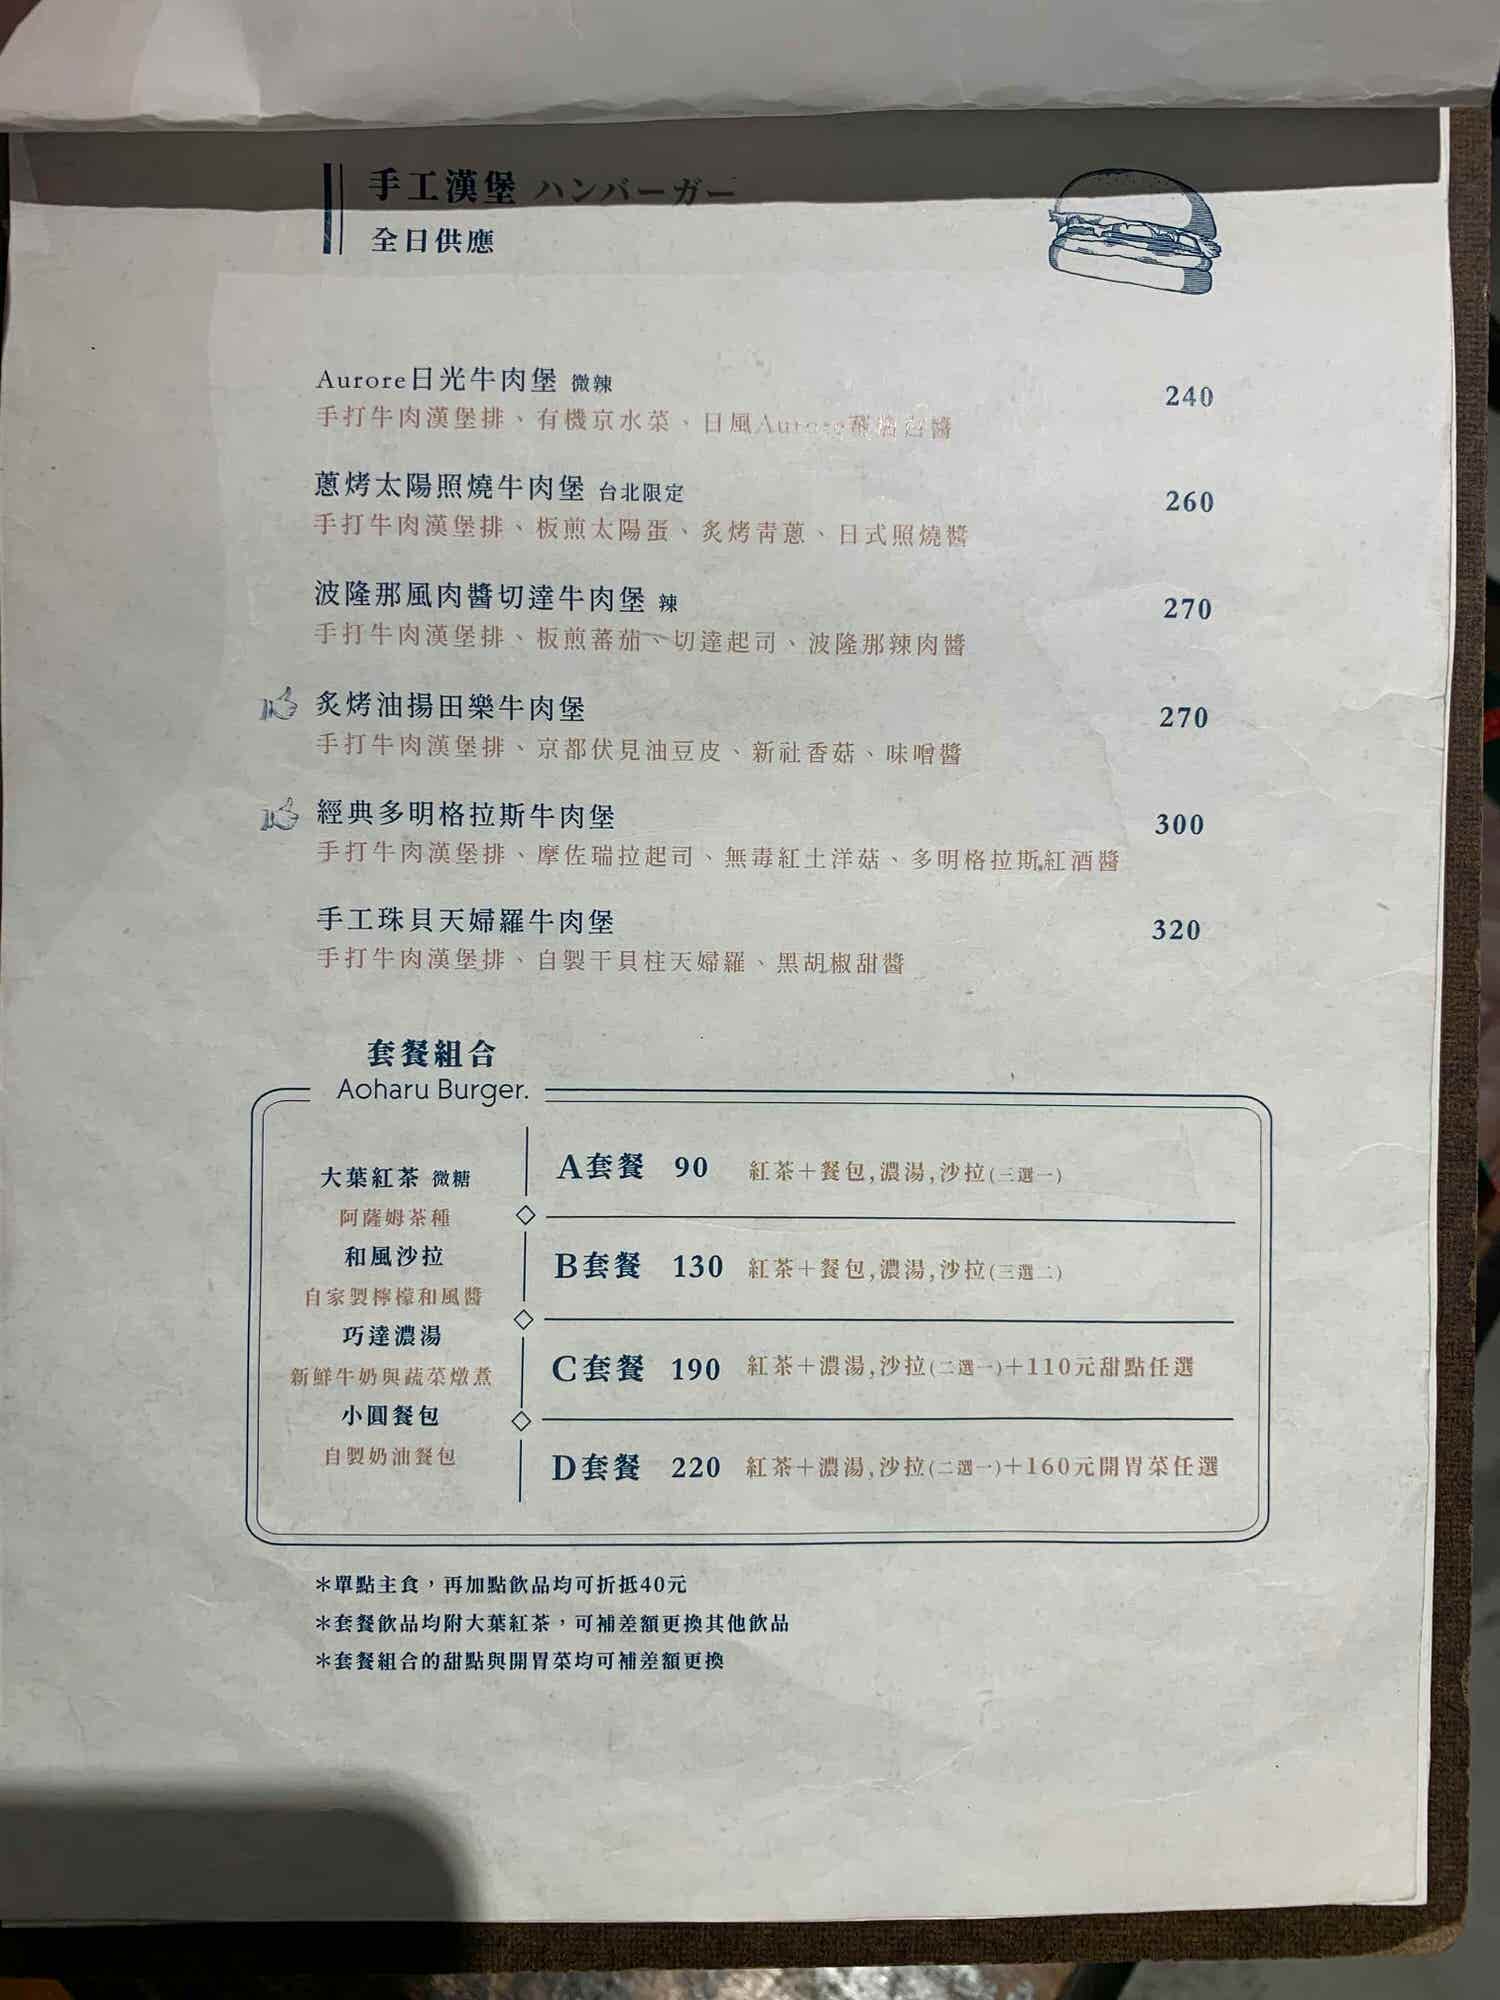 手工漢堡 ハンバーガー
全日供應
Aurore日光牛肉堡 微辣 240
手打牛肉漢堡排、有機京水菜、日風Aurore醬
蔥烤太陽照燒牛肉堡 台北限定 260
手打牛肉漢堡排、板煎太陽蛋、炙烤青蔥、日式照燒醬
波隆那風肉醬切達牛肉堡 辣 270
手打牛肉漢堡排、板煎蕃茄、切達起司、波隆那辣肉醬
炙烤油揚田樂牛肉堡 270
手打牛肉漢堡排、京都伏見油豆皮、新社香菇、味噌醬
經典多明格拉斯牛肉堡 300
手打牛肉漢堡排、摩佐瑞拉起司、無毒紅土洋菇、多明格拉斯紅酒醬
手工珠貝天婦羅牛肉堡 320
手打牛肉漢堡排、自製干貝柱天婦羅、黑胡椒甜醬
套餐組合
Aoharu Burger.
大葉紅茶 微糖
阿薩姆茶種
和風沙拉
自家製檸檬和風醬
巧達濃湯
新鮮牛奶與蔬菜燉煮
小圓餐包
自製奶油餐包
A套餐 90 紅茶＋餐包,濃湯,沙拉(三選一)
B套餐 130 紅茶＋餐包,濃湯,沙拉(三選二)
C套餐 190 紅茶＋濃湯,沙拉(二選一)＋110元甜點任選
D套餐 220 紅茶＋濃湯,沙拉(二選一)＋160元開胃菜任選
＊單點主食，再加點飲品均可折抵40元
＊套餐飲品均附大葉紅茶，可補差額更換其他飲品
＊套餐組合的甜點與開胃菜均可補差額更換